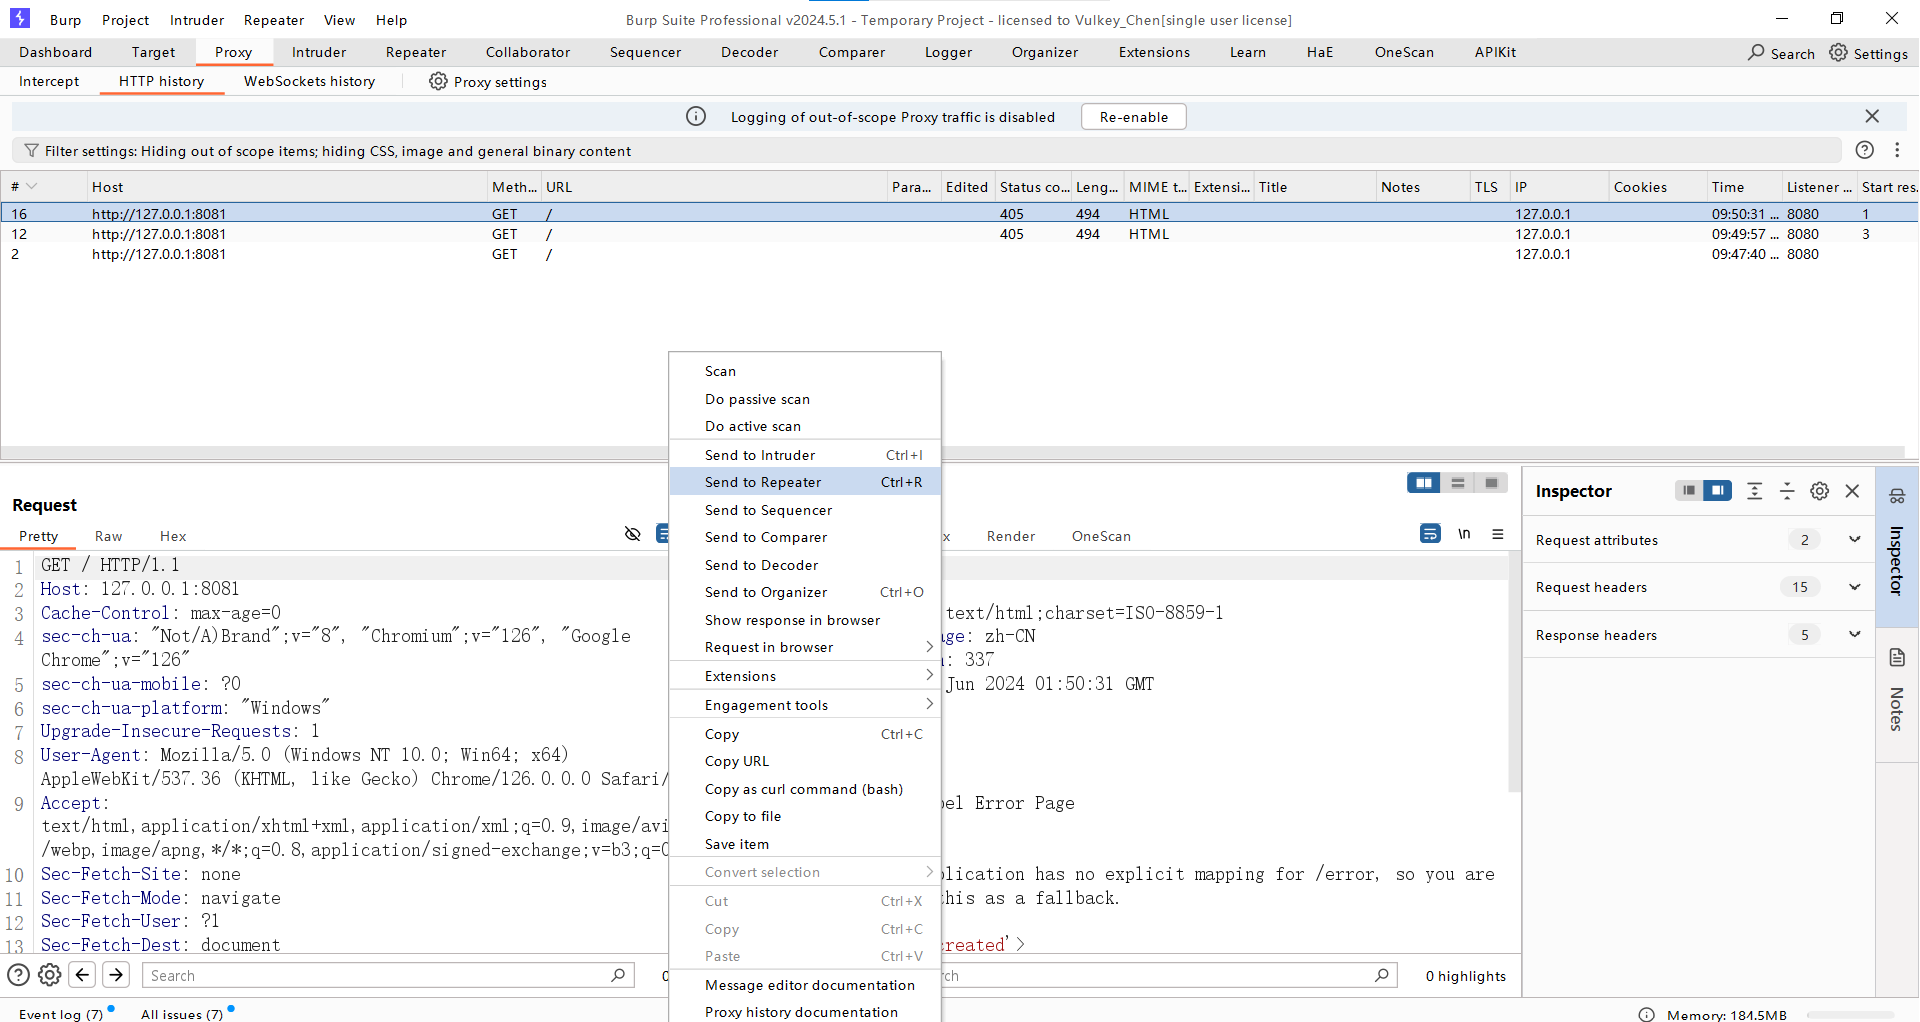 Burp Project Intruder Repeater View Help Burp Suite Professional v2024.5.1 - Temporary Project - licensed to Vulkey_Chen[single user license]
Dashboard Target Proxy Intruder Repeater Collaborator Sequencer Decoder Comparer Logger Organizer Extensions Learn HaE OneScan APIKit Search Settings
Intercept HTTP history WebSockets history Proxy settings
Logging of out-of-scope Proxy traffic is disabled Re-enable
Filter settings: Hiding out of scope items; hiding CSS, image and general binary content
# Host Meth... URL Para... Edited Status co... Leng... MIME t... Extensi... Title Notes TLS IP Cookies Time Listener ... Start res.
16 http://127.0.0.1:8081 GET / 405 494 HTML 127.0.0.1 09:50:31 ... 8080 1
12 http://127.0.0.1:8081 GET / 405 494 HTML 127.0.0.1 09:49:57 ... 8080 3
2 http://127.0.0.1:8081 GET / 127.0.0.1 09:47:40 ... 8080
Request
Pretty Raw Hex
1 GET / HTTP/1.1
2 Host: 127.0.0.1:8081
3 Cache-Control: max-age=0
4 sec-ch-ua: "Not/A)Brand";v="8", "Chromium";v="126", "Google
Chrome";v="126"
5 sec-ch-ua-mobile: ?0
6 sec-ch-ua-platform: "Windows"
7 Upgrade-Insecure-Requests: 1
8 User-Agent: Mozilla/5.0 (Windows NT 10.0; Win64; x64)
AppleWebKit/537.36 (KHTML, like Gecko) Chrome/126.0.0.0 Safari/
9 Accept:
text/html,application/xhtml+xml,application/xml;q=0.9,image/avi
/webp,image/apng,*/*;q=0.8,application/signed-exchange;v=b3;q=0
10 Sec-Fetch-Site: none
11 Sec-Fetch-Mode: navigate
12 Sec-Fetch-User: ?1
13 Sec-Fetch-Dest: document
Search
Scan
Do passive scan
Do active scan
Send to Intruder Ctrl+I
Send to Repeater Ctrl+R
Send to Sequencer
Send to Comparer
Send to Decoder
Send to Organizer Ctrl+O
Show response in browser
Request in browser
Extensions
Engagement tools
Copy Ctrl+C
Copy URL
Copy as curl command (bash)
Copy to file
Save item
Convert selection
Cut Ctrl+X
Copy Ctrl+C
Paste Ctrl+V
Message editor documentation
Proxy history documentation
x Render OneScan \n
text/html;charset=ISO-8859-1
ge: zh-CN
: 337
Jun 2024 01:50:31 GMT
el Error Page
lication has no explicit mapping for /error, so you are
this as a fallback.
created'>
rch 0 highlights
Inspector
Request attributes 2
Request headers 15
Response headers 5
Inspector
Notes
Event log (7) All issues (7) Memory: 184.5MB